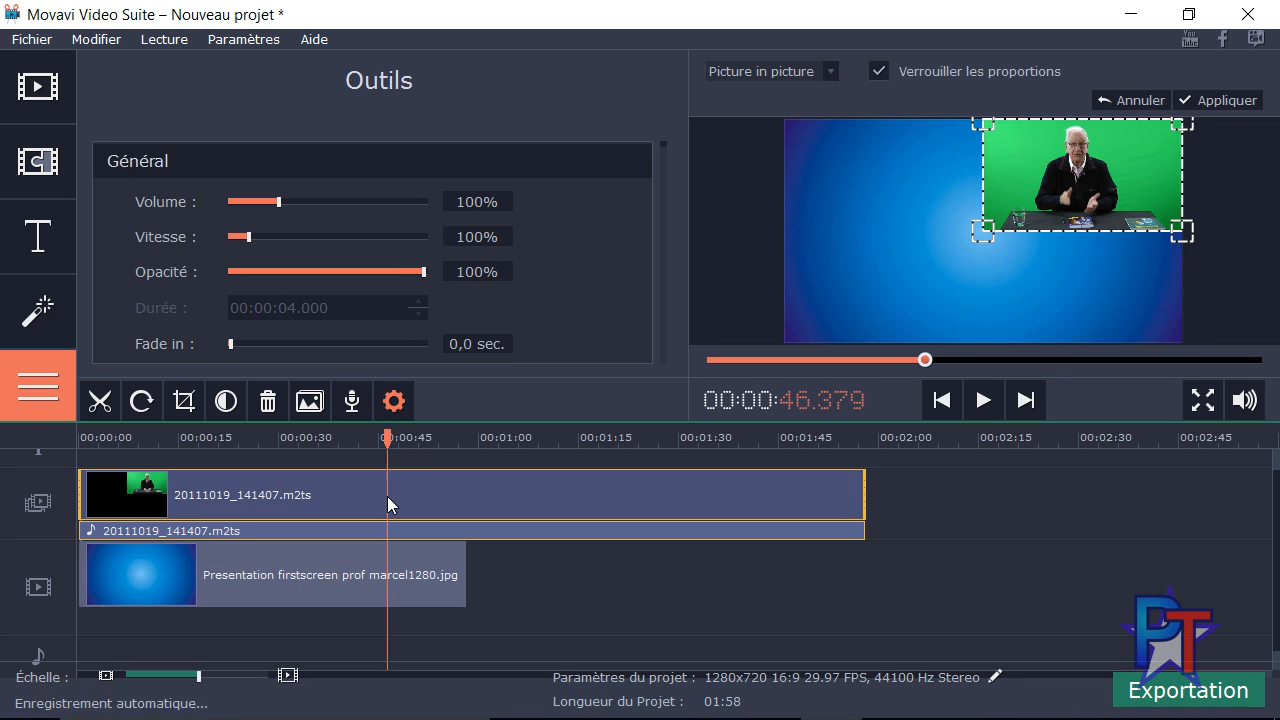 Movavi Video Suite – Nouveau projet *
Fichier Modifier Lecture Paramètres Aide
You Tube
Outils
Picture in picture
Verrouiller les proportions
Annuler
Appliquer
Général
Volume : 100%
Vitesse : 100%
Opacité : 100%
Durée : 00:00:04.000
Fade in : 0,0 sec.
00:00:46.379
00:00:00 00:00:15 00:00:30 00:00:45 00:01:00 00:01:15 00:01:30 00:01:45 00:02:00 00:02:15 00:02:30 00:02:45
20111019_141407.m2ts
20111019_141407.m2ts
Presentation firstscreen prof marcel1280.jpg
PT
Échelle :
Paramètres du projet : 1280x720 16:9 29.97 FPS, 44100 Hz Stereo
Exportation
Enregistrement automatique...
Longueur du Projet : 01:58